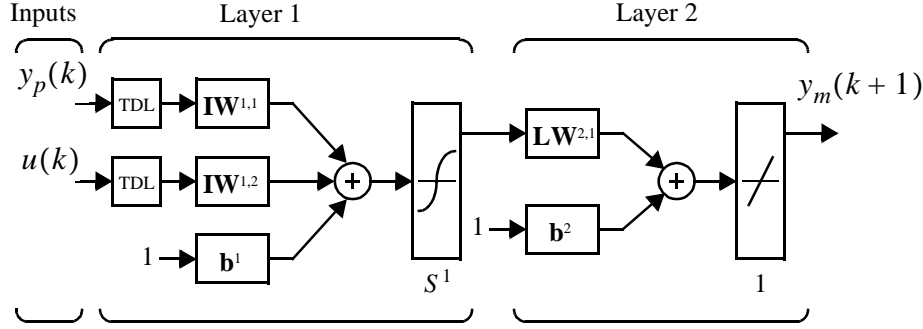 Inputs
Layer 1
Layer 2
y_p(k)
TDL
IW^{1,1}
LW^{2,1}
y_m(k+1)
u(k)
TDL
IW^{1,2}
1
b^1
1
b^2
S^1
1